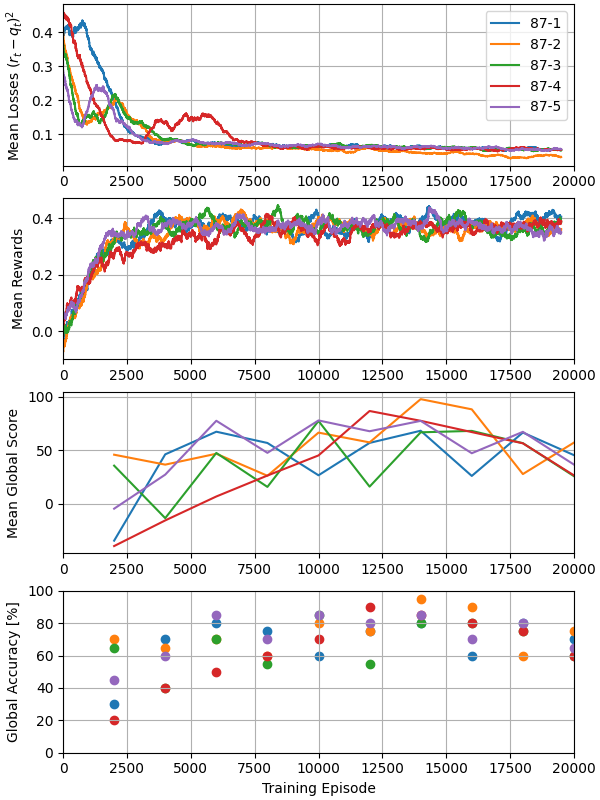 Mean Losses $(r_t - q_t)^2$
0.4
0.3
0.2
0.1
87-1
87-2
87-3
87-4
87-5
0 2500 5000 7500 10000 12500 15000 17500 20000
Mean Rewards
0.4
0.2
0.0
0 2500 5000 7500 10000 12500 15000 17500 20000
Mean Global Score
100
50
0
0 2500 5000 7500 10000 12500 15000 17500 20000
Global Accuracy [%]
100
80
60
40
20
0
0 2500 5000 7500 10000 12500 15000 17500 20000
Training Episode